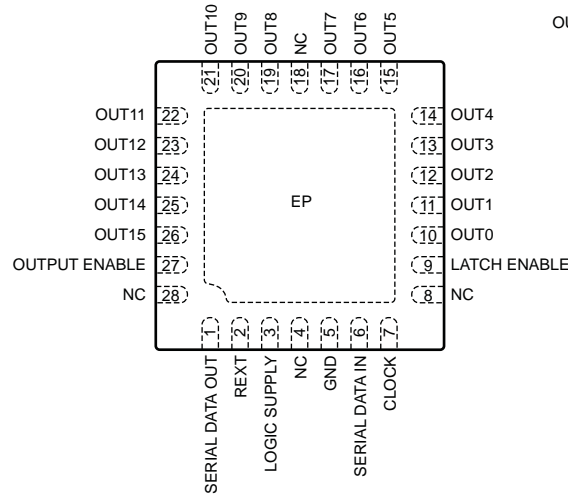 OU
OUT10
OUT9
OUT8
NC
OUT7
OUT6
OUT5
21
20
19
18
17
16
15
OUT11 22
OUT12 23
OUT13 24
OUT14 25
OUT15 26
OUTPUT ENABLE 27
NC 28
EP
14 OUT4
13 OUT3
12 OUT2
11 OUT1
10 OUT0
9 LATCH ENABLE
8 NC
1
2
3
4
5
6
7
SERIAL DATA OUT
REXT
LOGIC SUPPLY
NC
GND
SERIAL DATA IN
CLOCK